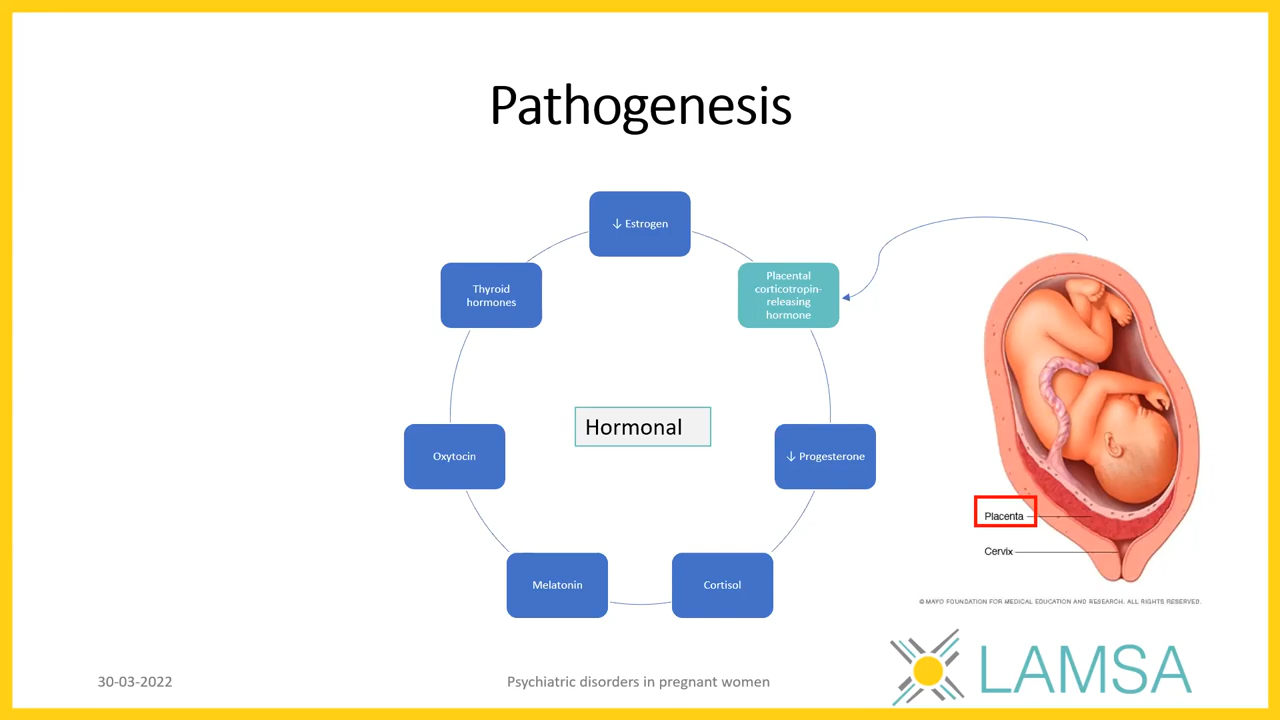 Pathogenesis
↓ Estrogen
Thyroid
hormones
Placental
corticotropin-
releasing
hormone
Hormonal
Oxytocin
↓ Progesterone
Melatonin
Cortisol
Placenta
Cervix
© MAYO FOUNDATION FOR MEDICAL EDUCATION AND RESEARCH. ALL RIGHTS RESERVED.
30-03-2022
Psychiatric disorders in pregnant women
LAMSA